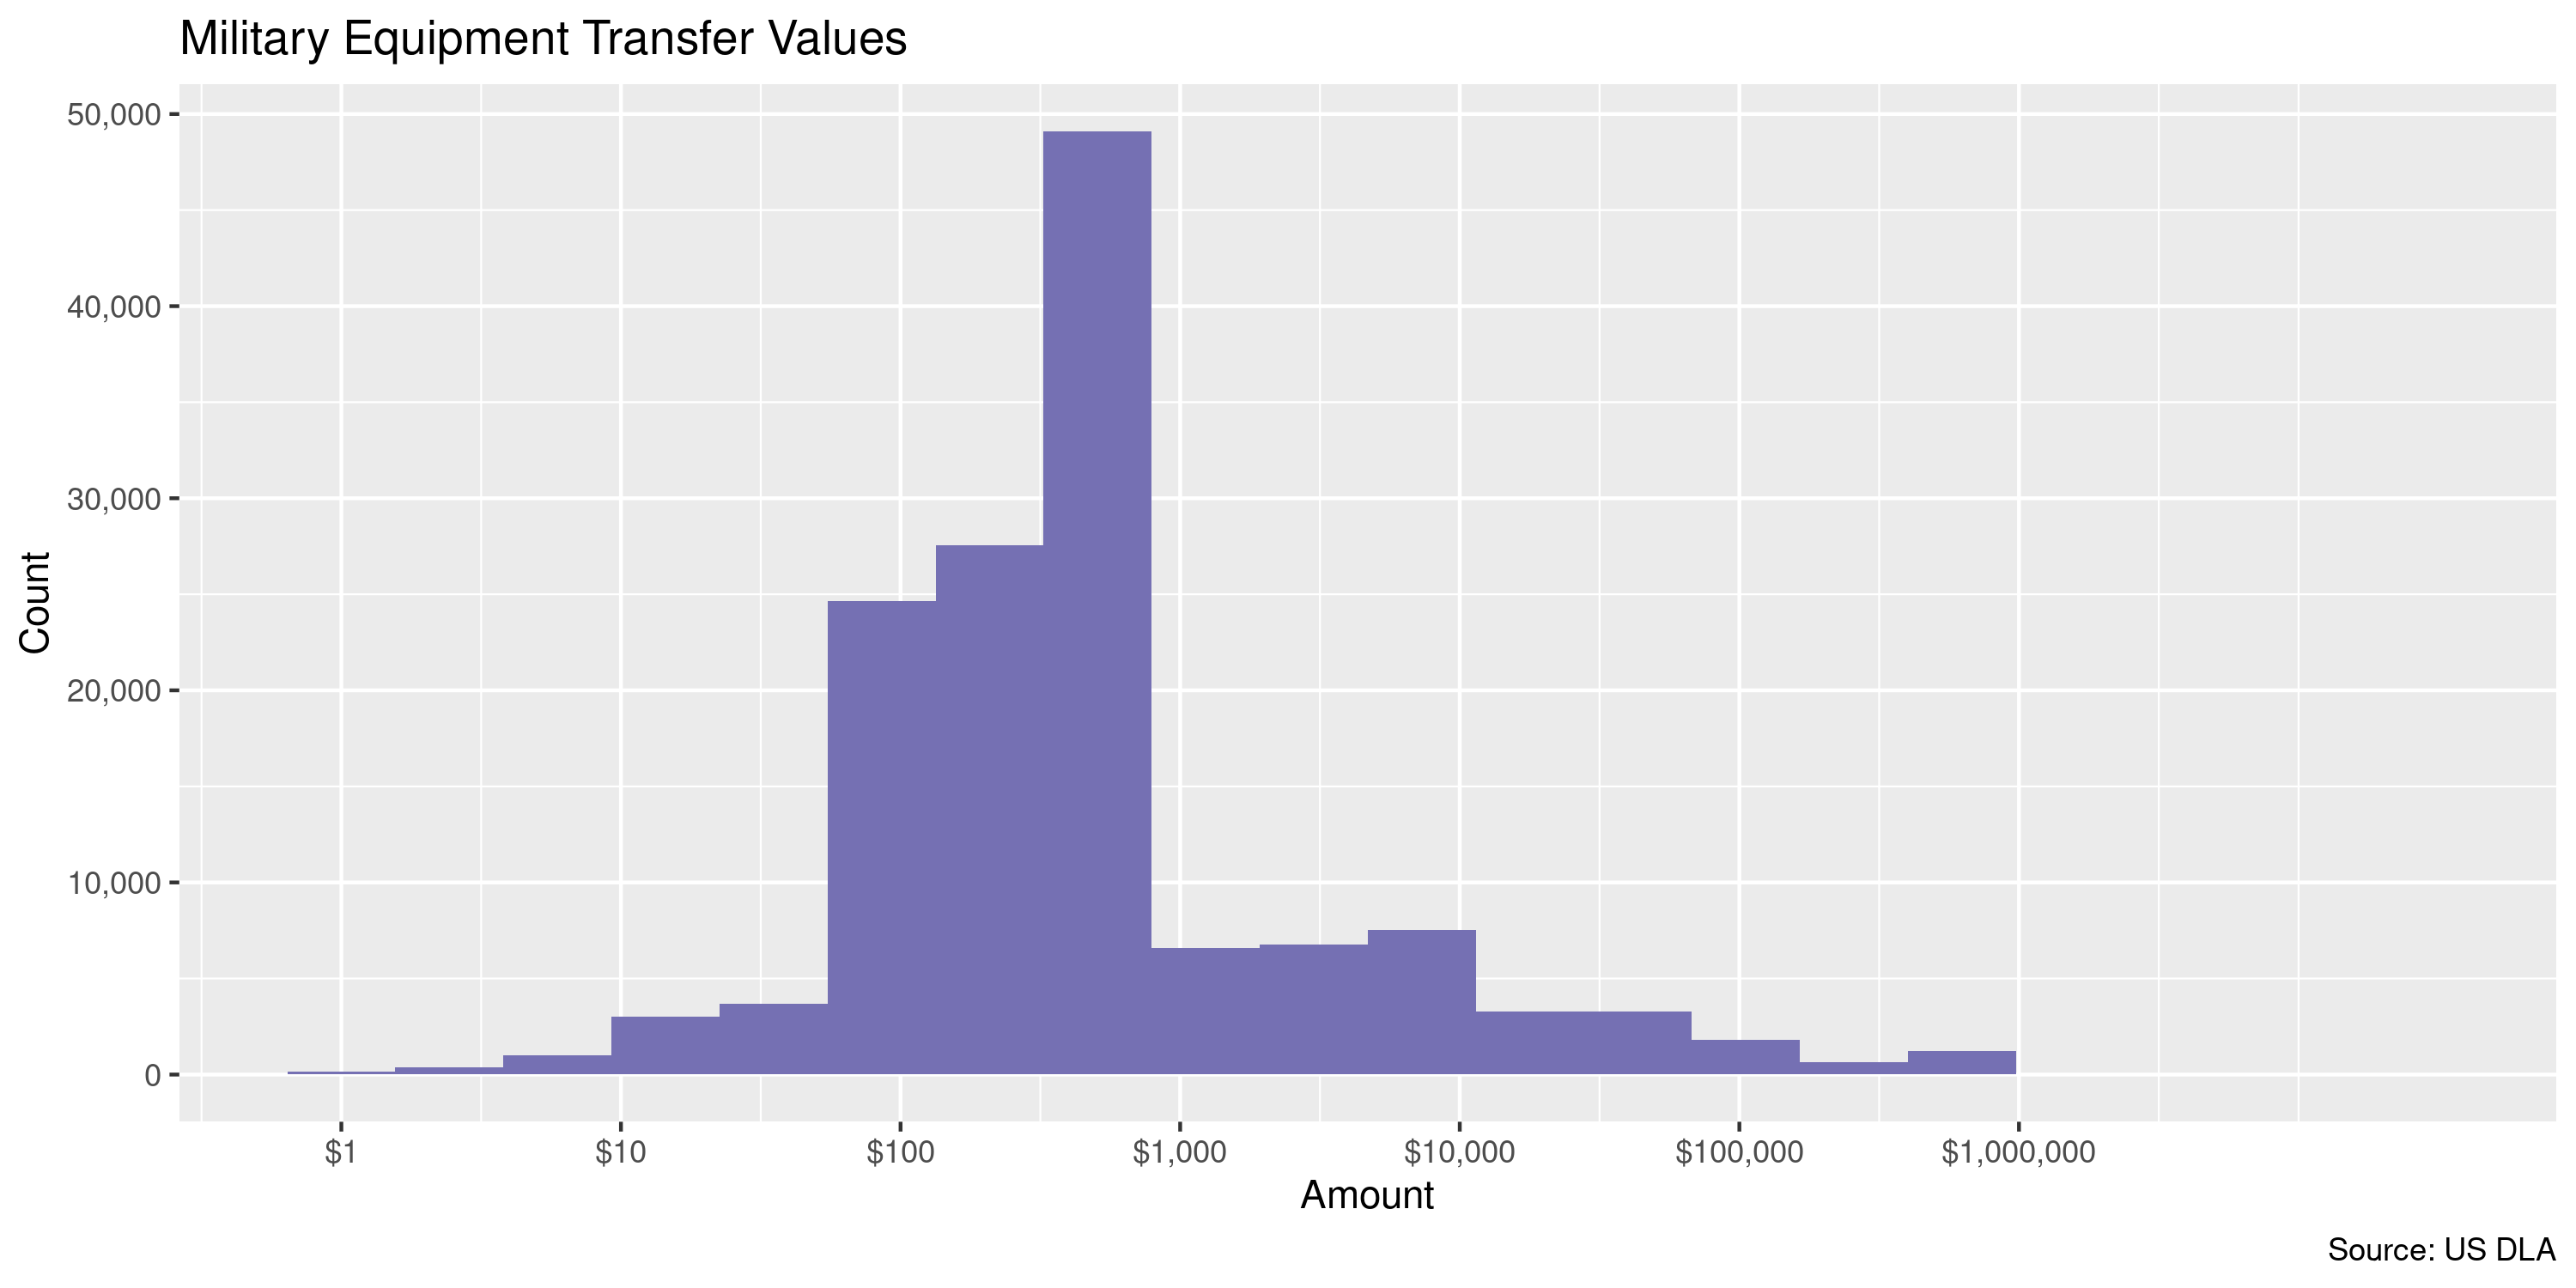 Military Equipment Transfer Values
50,000
40,000
30,000
20,000
10,000
0
Count
$1 $10 $100 $1,000 $10,000 $100,000 $1,000,000
Amount
Source: US DLA